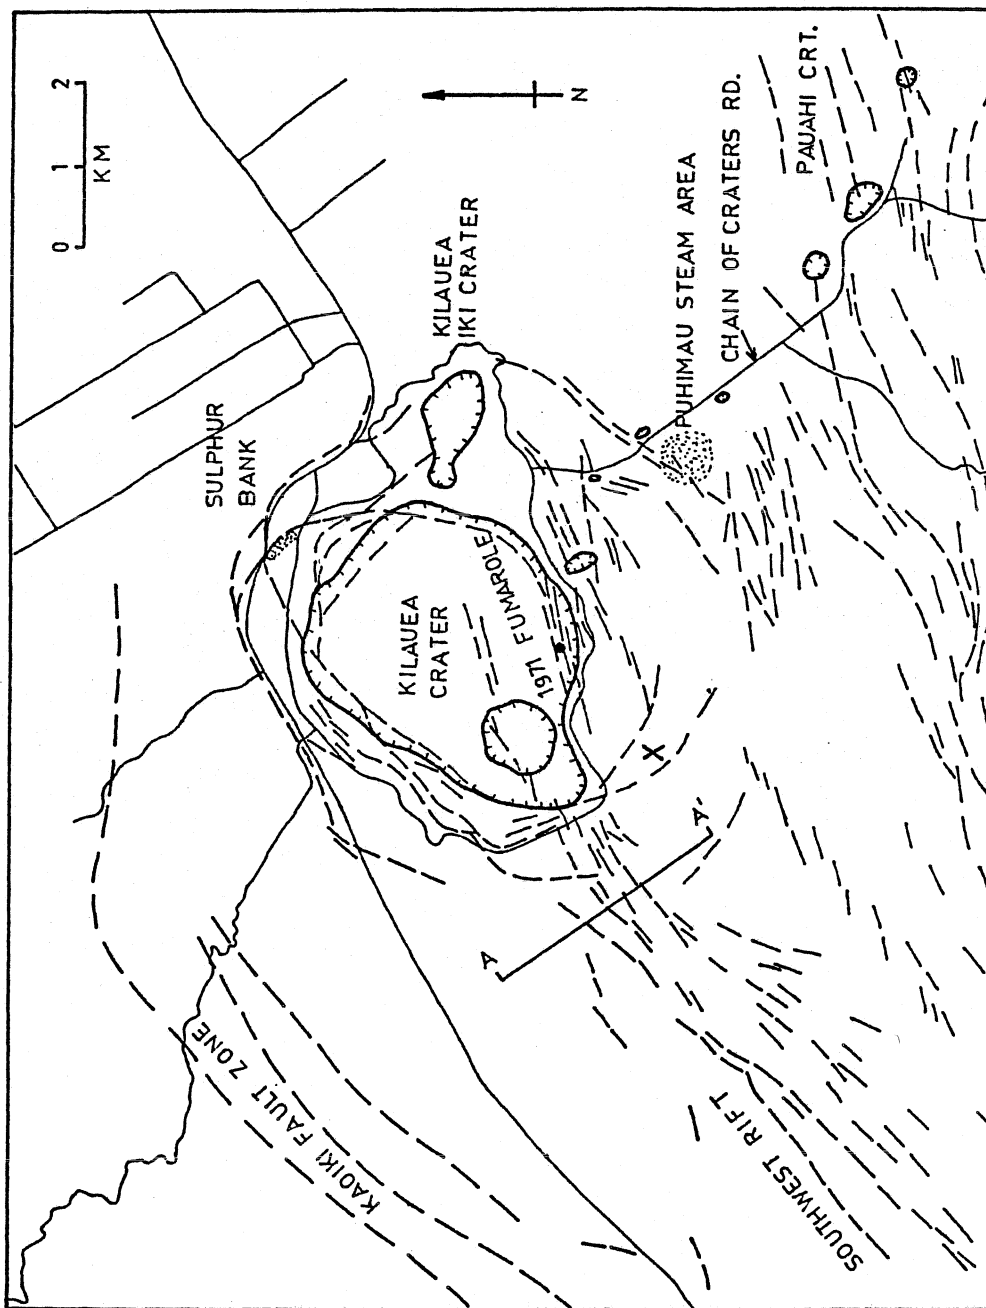 0 1 2
KM
N
SULPHUR
BANK
KILAUEA
IKI CRATER
KILAUEA
CRATER
1971 FUMAROLE
PUHIMAU STEAM AREA
CHAIN OF CRATERS RD.
PAUAHI CRT.
KAOIKI FAULT ZONE
A
A'
X
SOUTHWEST RIFT